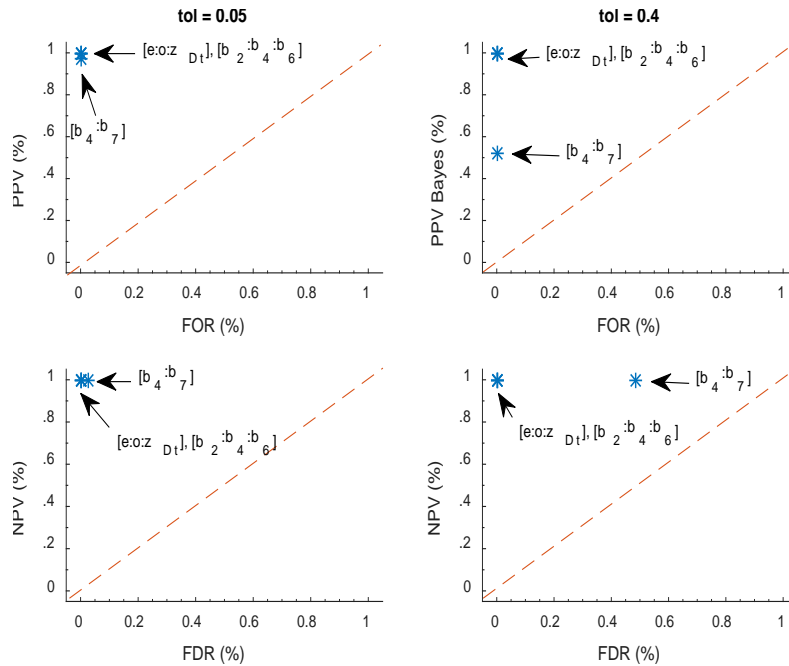 tol = 0.05
1
.8
.6
.4
.2
0
PPV (%)
[e:o:z Dt],[b 2:b 4:b 6]
[b 4:b 7]
0 0.2 0.4 0.6 0.8 1
FOR (%)
tol = 0.4
1
.8
.6
.4
.2
0
PPV Bayes (%)
[e:o:z Dt],[b 2:b 4:b 6]
[b 4:b 7]
0 0.2 0.4 0.6 0.8 1
FOR (%)
1
.8
.6
.4
.2
0
NPV (%)
[b 4:b 7]
[e:o:z Dt],[b 2:b 4:b 6]
0 0.2 0.4 0.6 0.8 1
FDR (%)
1
.8
.6
.4
.2
0
NPV (%)
[b 4:b 7]
[e:o:z Dt],[b 2:b 4:b 6]
0 0.2 0.4 0.6 0.8 1
FDR (%)